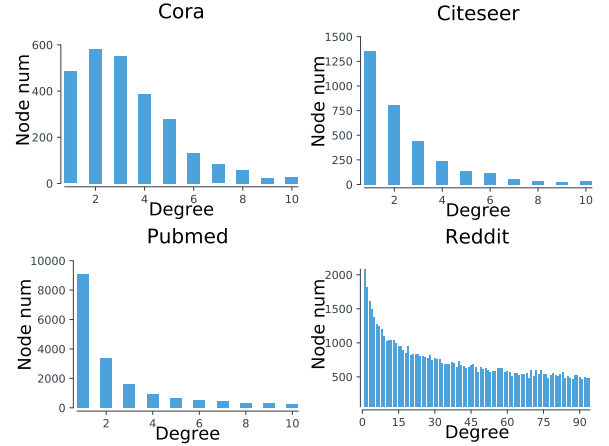 Cora
Node num
600
400
200
0
2 4 6 8 10
Degree
Citeseer
Node num
1500
1250
1000
750
500
250
0
2 4 6 8 10
Degree
Pubmed
Node num
10000
8000
6000
4000
2000
0
2 4 6 8 10
Degree
Reddit
Node num
2000
1500
1000
500
0 15 30 45 60 75 90
Degree